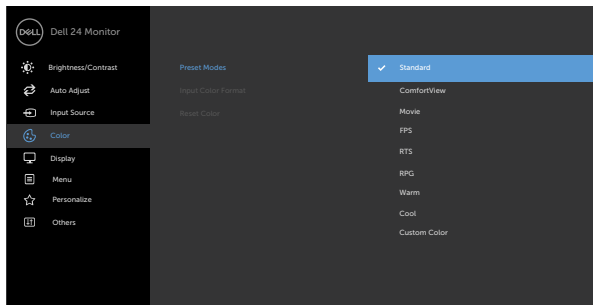 DELL Dell 24 Monitor
Brightness/Contrast
Auto Adjust
Input Source
Color
Display
Menu
Personalize
Others
Preset Modes
Input Color Format
Reset Color
Standard
ComfortView
Movie
FPS
RTS
RPG
Warm
Cool
Custom Color